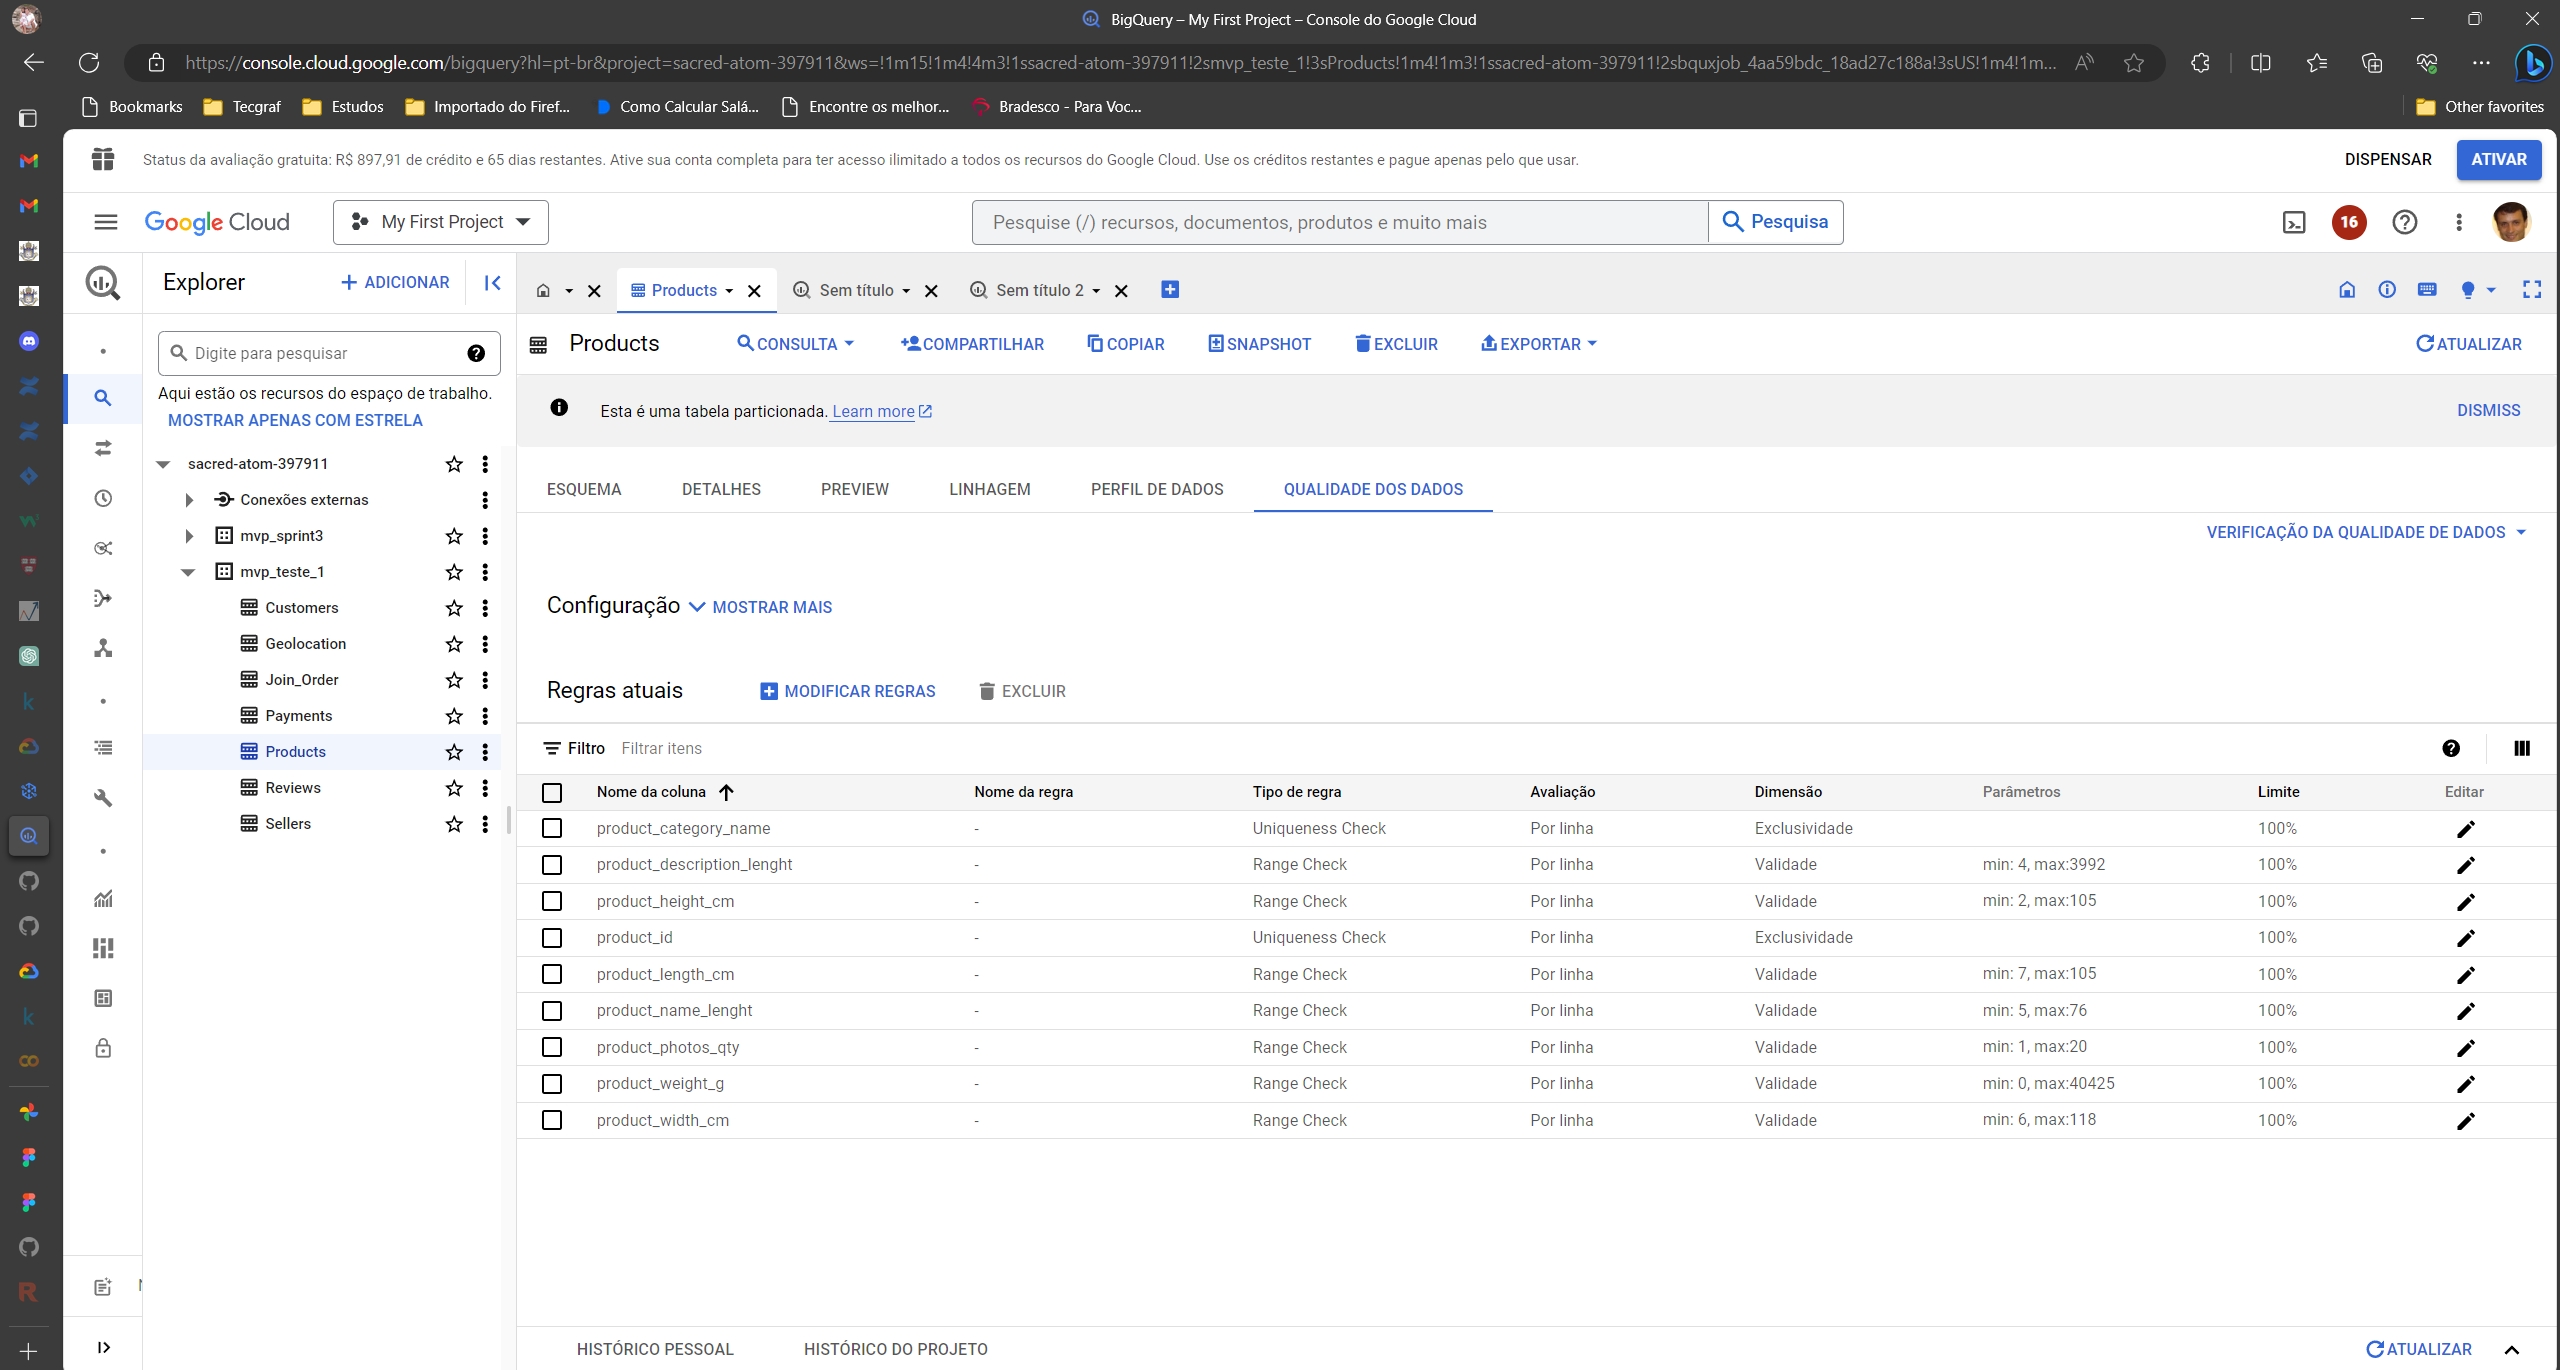 BigQuery – My First Project – Console do Google Cloud
https://console.cloud.google.com/bigquery?hl=pt-br&project=sacred-atom-397911&ws=!1m15!1m4!4m3!1ssacred-atom-397911!2smvp_teste_1!3sProducts!1m4!1m3!1ssacred-atom-397911!2sbquxjob_4aa59bdc_18ad27c188a!3sUS!1m4!1m...
Bookmarks Tecgraf Estudos Importado do Firef... Como Calcular Salá... Encontre os melhor... Bradesco - Para Voc... Other favorites
Status da avaliação gratuita: R$ 897,91 de crédito e 65 dias restantes. Ative sua conta completa para ter acesso ilimitado a todos os recursos do Google Cloud. Use os créditos restantes e pague apenas pelo que usar. DISPENSAR ATIVAR
Google Cloud My First Project Pesquise (/) recursos, documentos, produtos e muito mais Pesquisa 16
Explorer + ADICIONAR
Products Sem título Sem título 2
Digite para pesquisar
Aqui estão os recursos do espaço de trabalho.
MOSTRAR APENAS COM ESTRELA
sacred-atom-397911
Conexões externas
mvp_sprint3
mvp_teste_1
Customers
Geolocation
Join_Order
Payments
Products
Reviews
Sellers
Products CONSULTA COMPARTILHAR COPIAR SNAPSHOT EXCLUIR EXPORTAR ATUALIZAR
Esta é uma tabela particionada. Learn more DISMISS
ESQUEMA DETALHES PREVIEW LINHAGEM PERFIL DE DADOS QUALIDADE DOS DADOS
VERIFICAÇÃO DA QUALIDADE DE DADOS
Configuração MOSTRAR MAIS
Regras atuais MODIFICAR REGRAS EXCLUIR
Filtro Filtrar itens
Nome da coluna Nome da regra Tipo de regra Avaliação Dimensão Parâmetros Limite Editar
product_category_name - Uniqueness Check Por linha Exclusividade 100%
product_description_lenght - Range Check Por linha Validade min: 4, max:3992 100%
product_height_cm - Range Check Por linha Validade min: 2, max:105 100%
product_id - Uniqueness Check Por linha Exclusividade 100%
product_length_cm - Range Check Por linha Validade min: 7, max:105 100%
product_name_lenght - Range Check Por linha Validade min: 5, max:76 100%
product_photos_qty - Range Check Por linha Validade min: 1, max:20 100%
product_weight_g - Range Check Por linha Validade min: 0, max:40425 100%
product_width_cm - Range Check Por linha Validade min: 6, max:118 100%
HISTÓRICO PESSOAL HISTÓRICO DO PROJETO ATUALIZAR